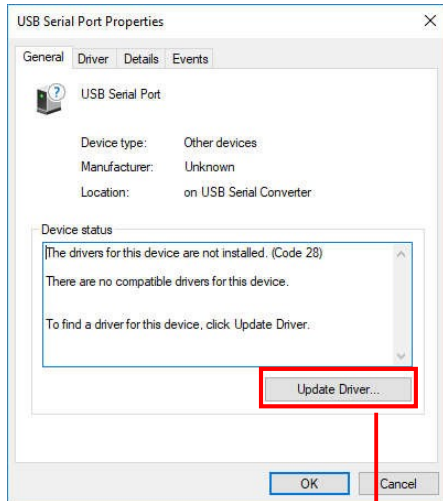 USB Serial Port Properties
General Driver Details Events
USB Serial Port
Device type: Other devices
Manufacturer: Unknown
Location: on USB Serial Converter
Device status
The drivers for this device are not installed. (Code 28)
There are no compatible drivers for this device.
To find a driver for this device, click Update Driver.
Update Driver...
OK Cancel